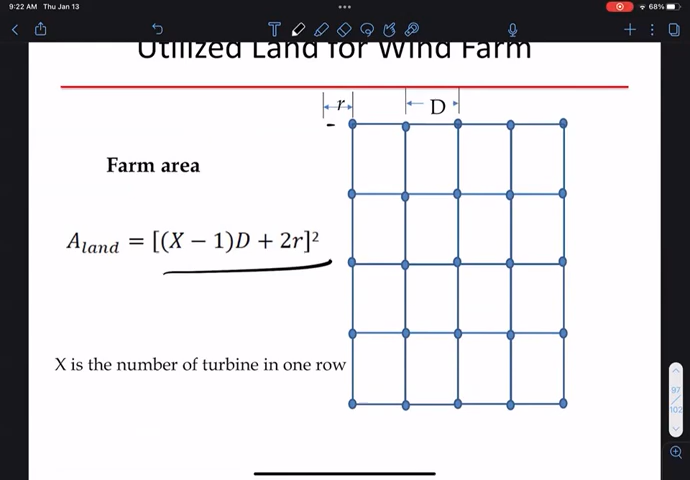 9:22 AM Thu Jan 13
68%
Utilized Land for Wind Farm
r
D
Farm area
A_land = [(X − 1)D + 2r]²
X is the number of turbine in one row
97
102